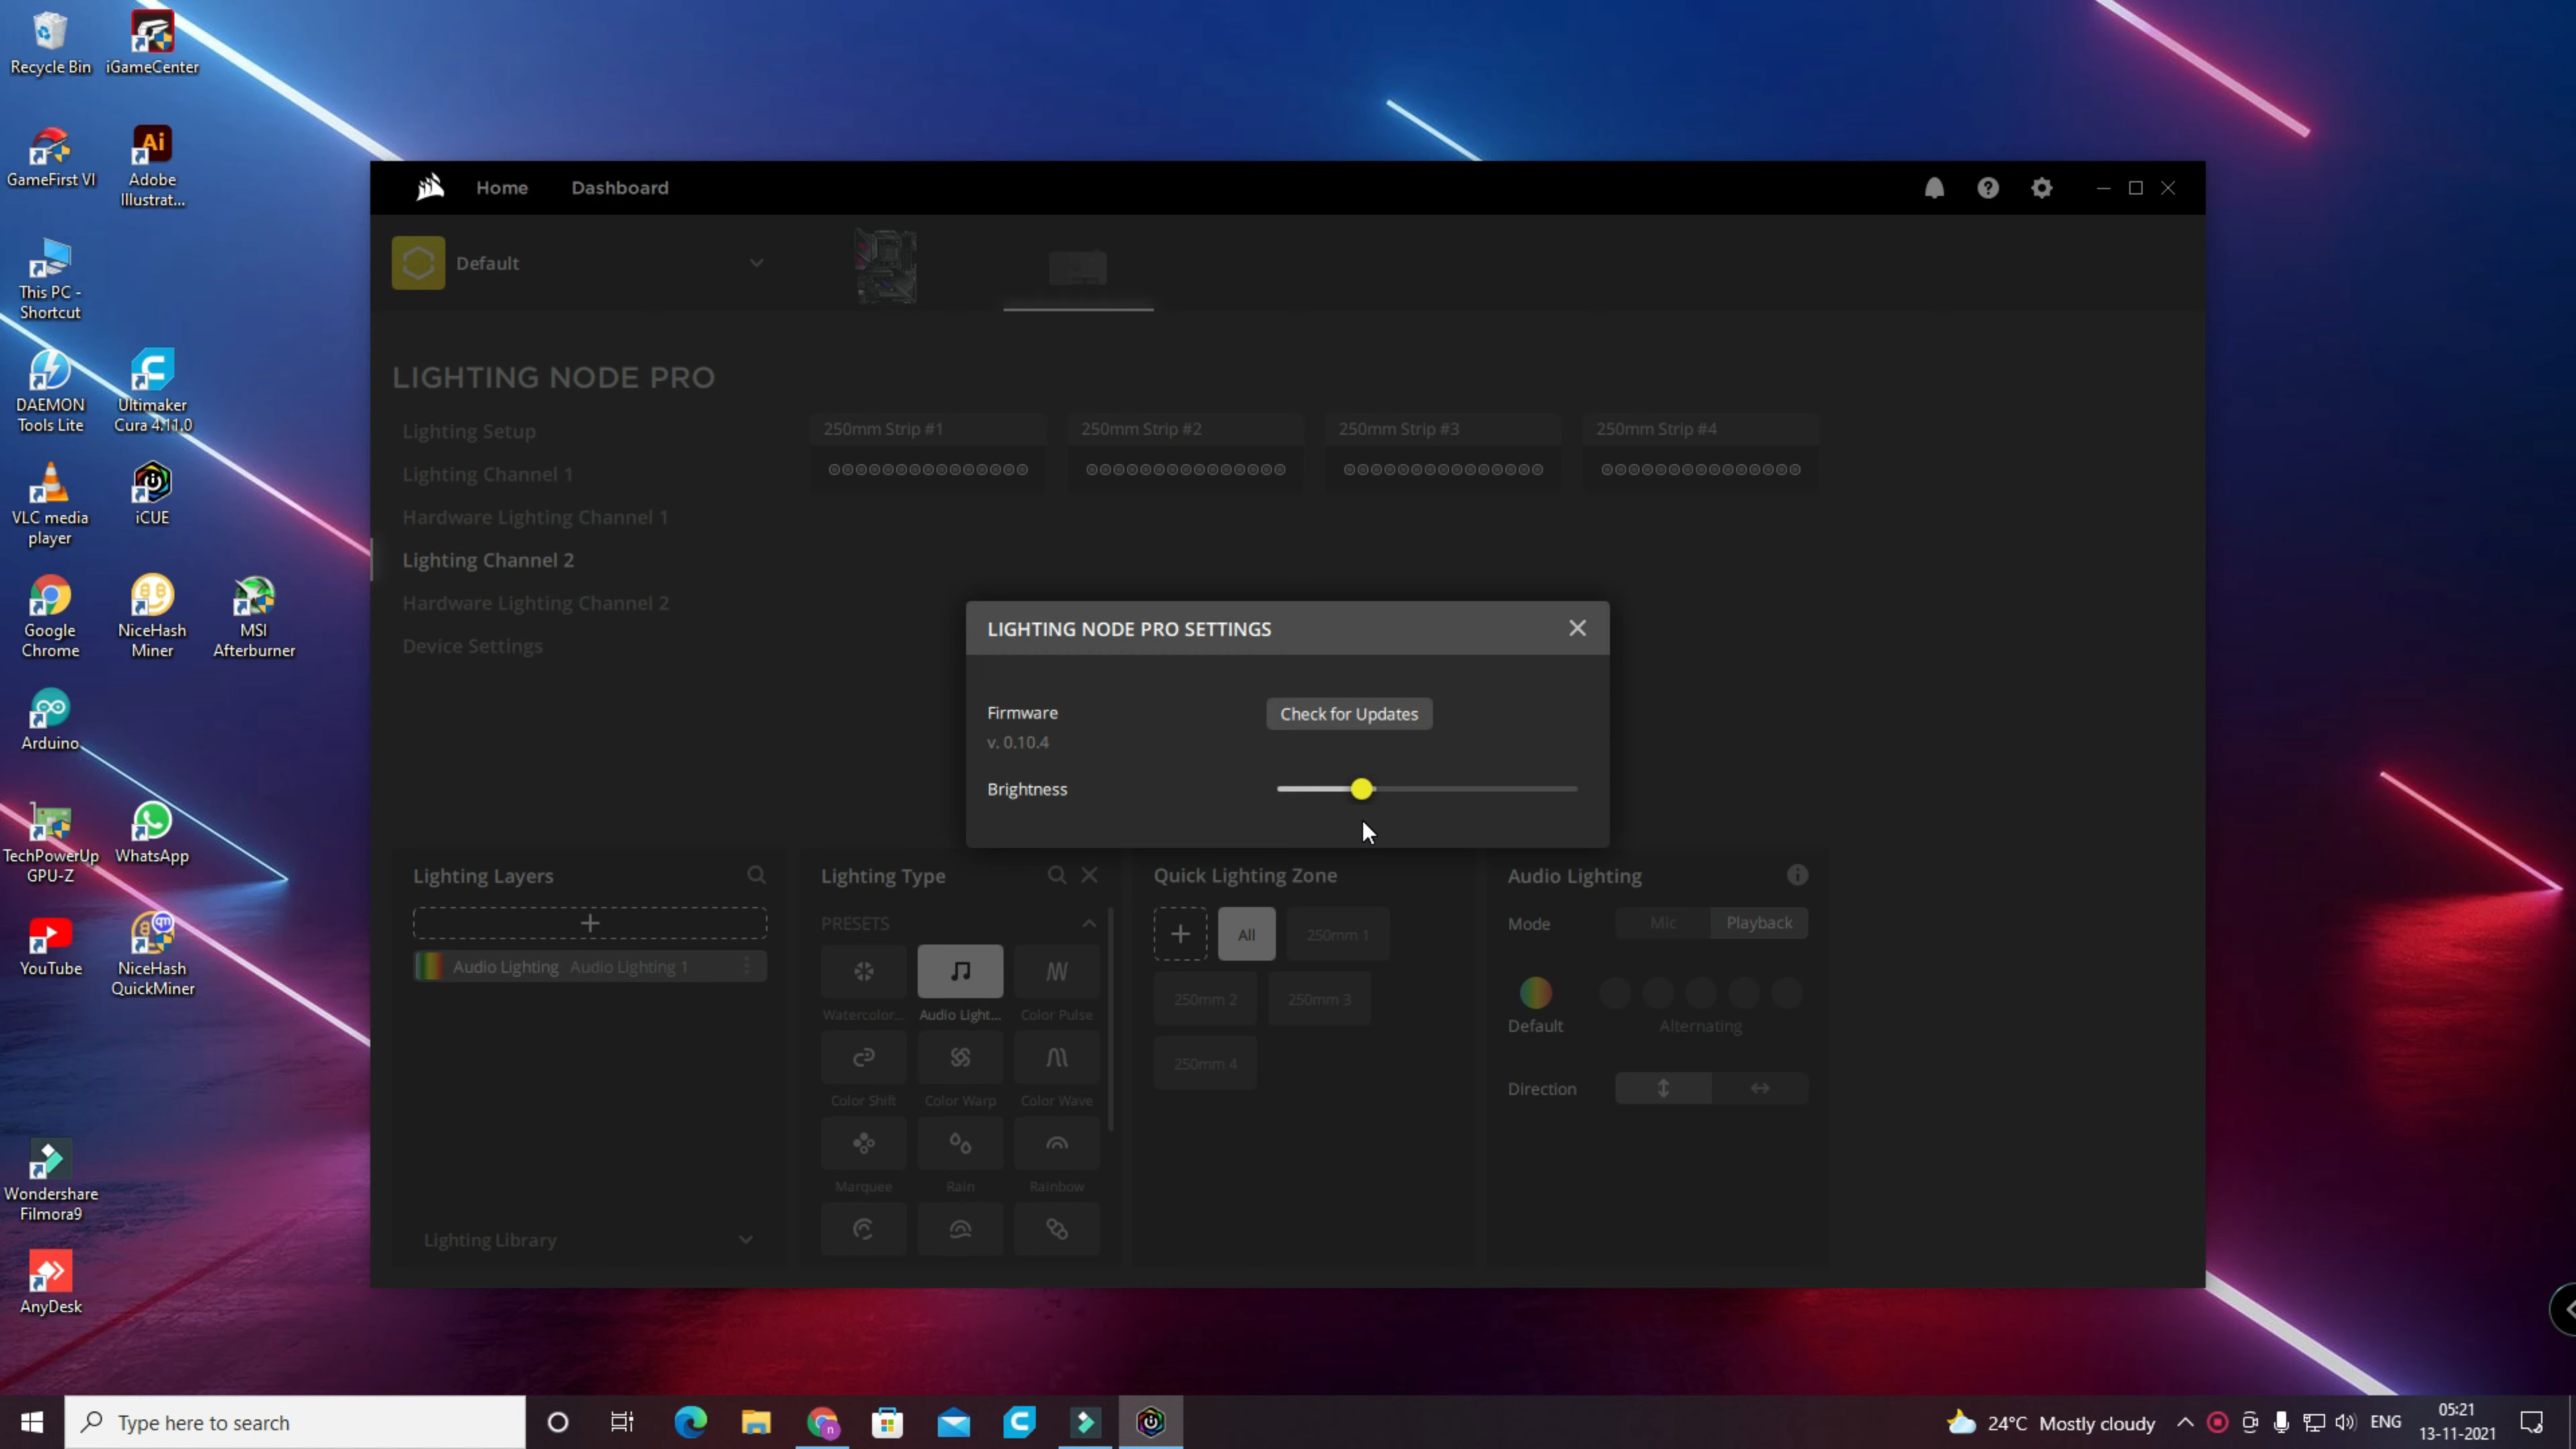 Recycle Bin
iGameCenter
GameFirst VI
Adobe
Illustrat...
This PC -
Shortcut
DAEMON
Tools Lite
Ultimaker
Cura 4.11.0
VLC media
player
iCUE
Google
Chrome
NiceHash
Miner
MSI
Afterburner
Arduino
TechPowerUp
GPU-Z
WhatsApp
YouTube
NiceHash
QuickMiner
Wondershare
Filmora9
AnyDesk
Home Dashboard
Default
LIGHTING NODE PRO
Lighting Setup
Lighting Channel 1
Hardware Lighting Channel 1
Lighting Channel 2
Hardware Lighting Channel 2
Device Settings
250mm Strip #1
250mm Strip #2
250mm Strip #3
250mm Strip #4
LIGHTING NODE PRO SETTINGS
Firmware
v. 0.10.4
Check for Updates
Brightness
Lighting Layers
Audio Lighting Audio Lighting 1
Lighting Library
Lighting Type
PRESETS
Watercolor... Audio Light... Color Pulse
Color Shift Color Warp Color Wave
Marquee Rain Rainbow
Quick Lighting Zone
All 250mm 1
250mm 2 250mm 3
250mm 4
Audio Lighting
Mode Mic Playback
Default Alternating
Direction
Type here to search
24°C Mostly cloudy
ENG
05:21
13-11-2021